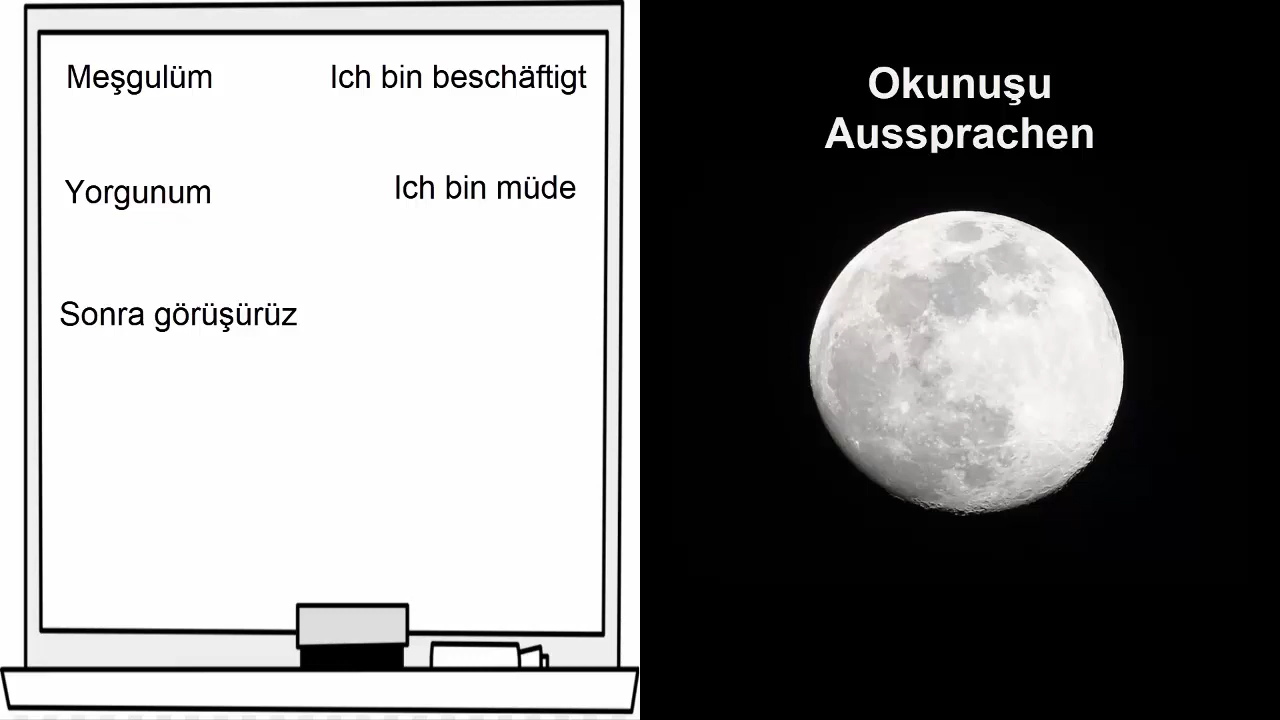 Meşgulüm Ich bin beschäftigt
Yorgunum Ich bin müde
Sonra görüşürüz
Okunuşu
Aussprachen